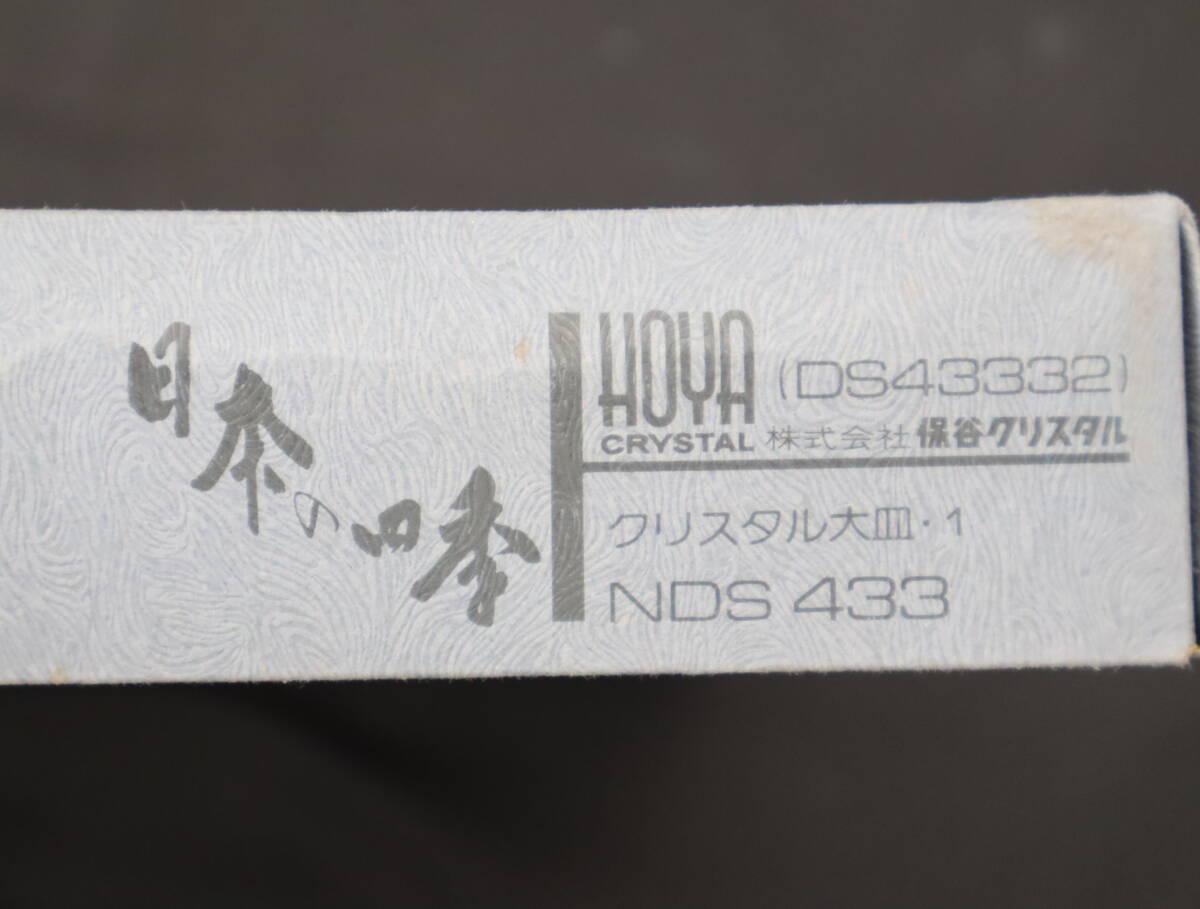 日本の四季
HOYA (DS43332)
CRYSTAL 株式会社 保谷クリスタル
クリスタル大皿・1
NDS 433